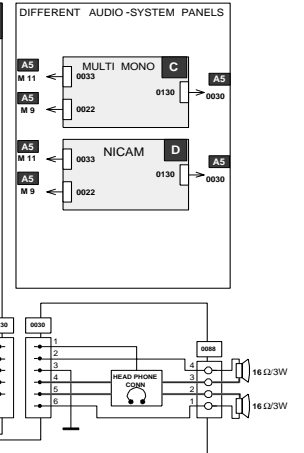 DIFFERENT AUDIO-SYSTEM PANELS
MULTI MONO C
A5
M 11
0033
A5
0130
0030
A5
M 9
0022
NICAM D
A5
M 11
0033
A5
0130
0030
A5
M 9
0022
30
0030
0088
1
2
3
4
5
6
HEAD PHONE
CONN
4
3
2
1
16 Ω/3W
16 Ω/3W